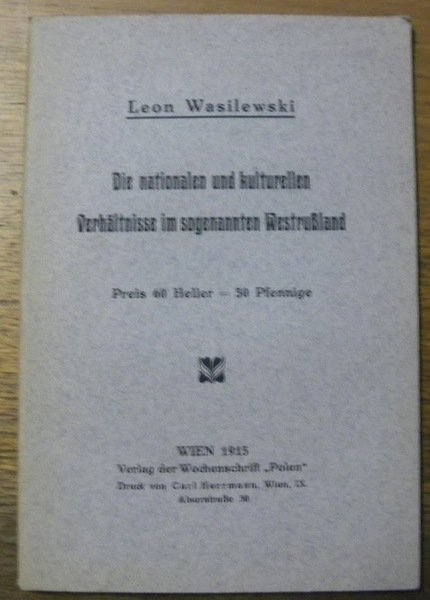 Leon Wasilewski
Die nationalen und kulturellen
Verhältnisse im sogenannten Westrußland
Preis 60 Heller = 50 Pfennige
WIEN 1915
Verlag der Wochenschrift „Polen“
Druck von Carl Herrmann, Wien, IX.
Alserstraße 50